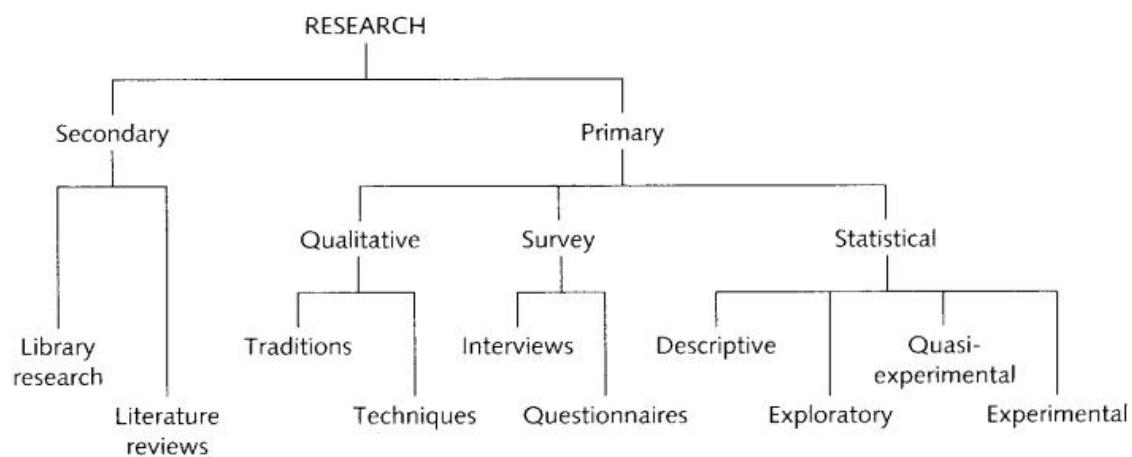 RESEARCH
Secondary
Primary
Qualitative
Survey
Statistical
Library
research
Traditions
Interviews
Descriptive
Quasi-
experimental
Literature
reviews
Techniques
Questionnaires
Exploratory
Experimental